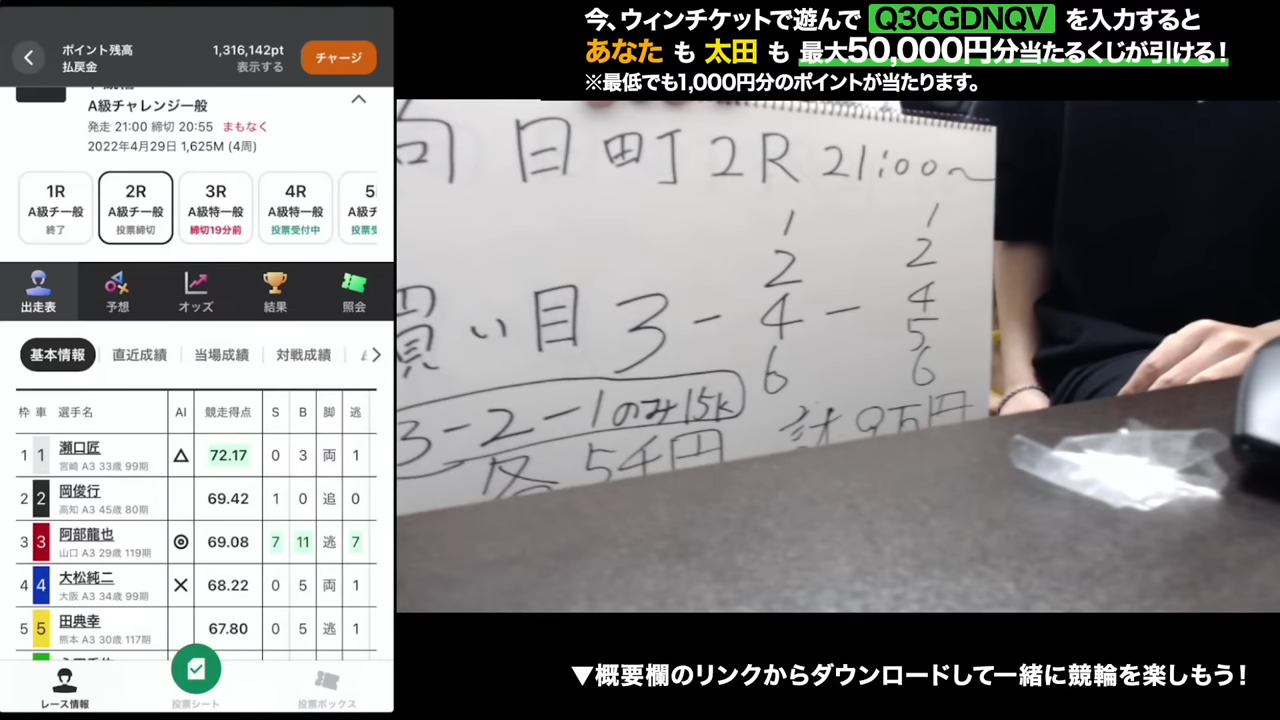 今、ウィンチケットで遊んで Q3CGDNQV を入力すると
あなた も 太田 も 最大50,000円分当たるくじが引ける！
※最低でも1,000円分のポイントが当たります。
ポイント残高 1,316,142pt チャージ
払戻金 表示する
A級チャレンジ一般
発走 21:00 締切 20:55 まもなく
2022年4月29日 1,625M (4周)
1R 2R 3R 4R 5
A級チ一般 A級チ一般 A級特一般 A級特一般 A級チ
終了 投票締切 締切19分前 投票受付中 投票受
出走表 予想 オッズ 結果 照会
基本情報 直近成績 当場成績 対戦成績
枠 車 選手名 AI 競走得点 S B 脚 逃
1 1 瀬口匠 △ 72.17 0 3 両 1
宮崎 A3 33歳 99期
2 2 岡俊行 69.42 1 0 追 0
高知 A3 45歳 80期
3 3 阿部龍也 ◎ 69.08 7 11 逃 7
山口 A3 29歳 119期
4 4 大松純二 × 68.22 0 5 両 1
大阪 A3 34歳 99期
5 5 田典幸 67.80 0 5 逃 1
熊本 A3 30歳 117期
レース情報 投票シート 投票ボックス
向日町 2R 21:00〜
1 1
2 2
買い目 3 - 4 - 4
5
6 6
3-2-1のみ15k
各5千円 計9万円
▼概要欄のリンクからダウンロードして一緒に競輪を楽しもう！